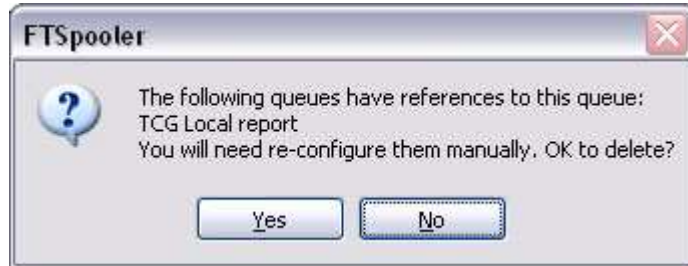 FTSpooler
The following queues have references to this queue:
TCG Local report
You will need re-configure them manually. OK to delete?
Yes
No